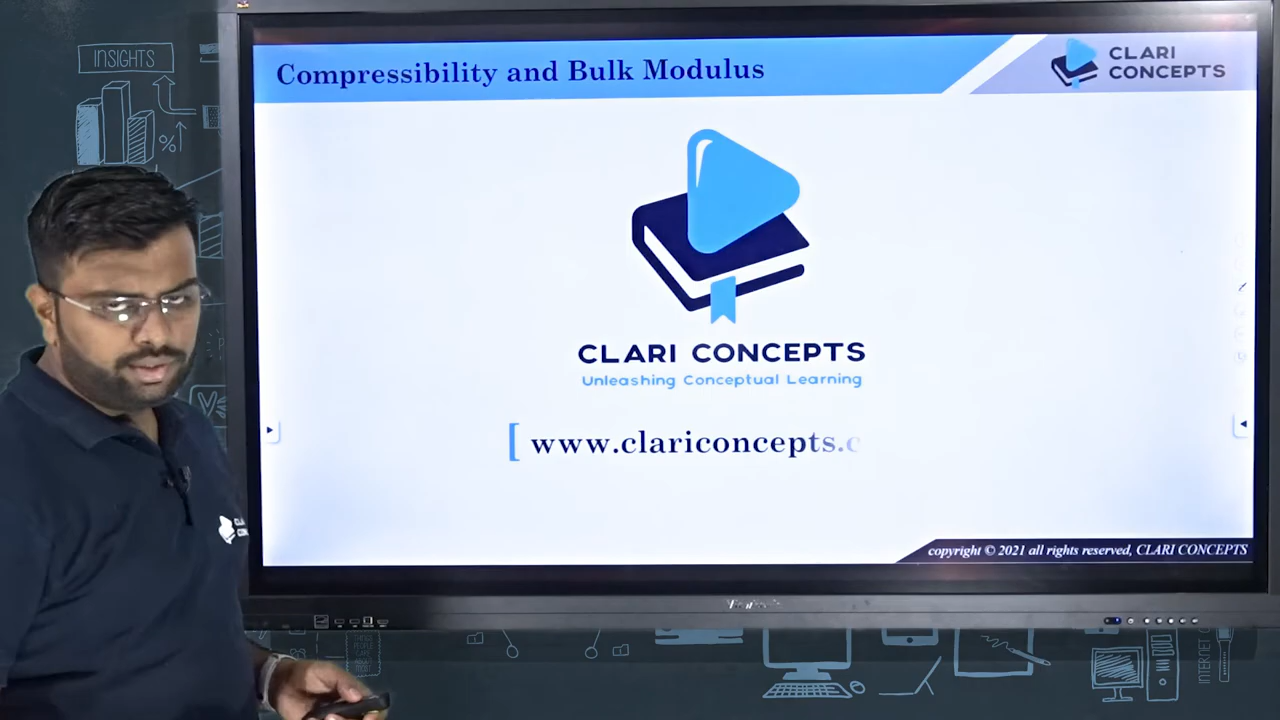 INSIGHTS
%
Compressibility and Bulk Modulus
CLARI
CONCEPTS
CLARI CONCEPTS
Unleashing Conceptual Learning
[ www.clariconcepts.c
copyright © 2021 all rights reserved, CLARI CONCEPTS
INTERNET